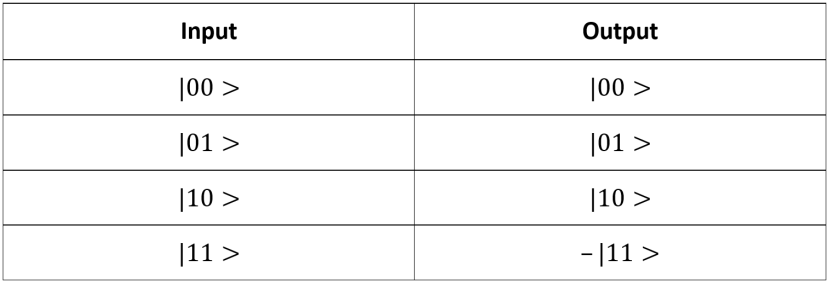 Input Output
|00 > |00 >
|01 > |01 >
|10 > |10 >
|11 > –|11 >